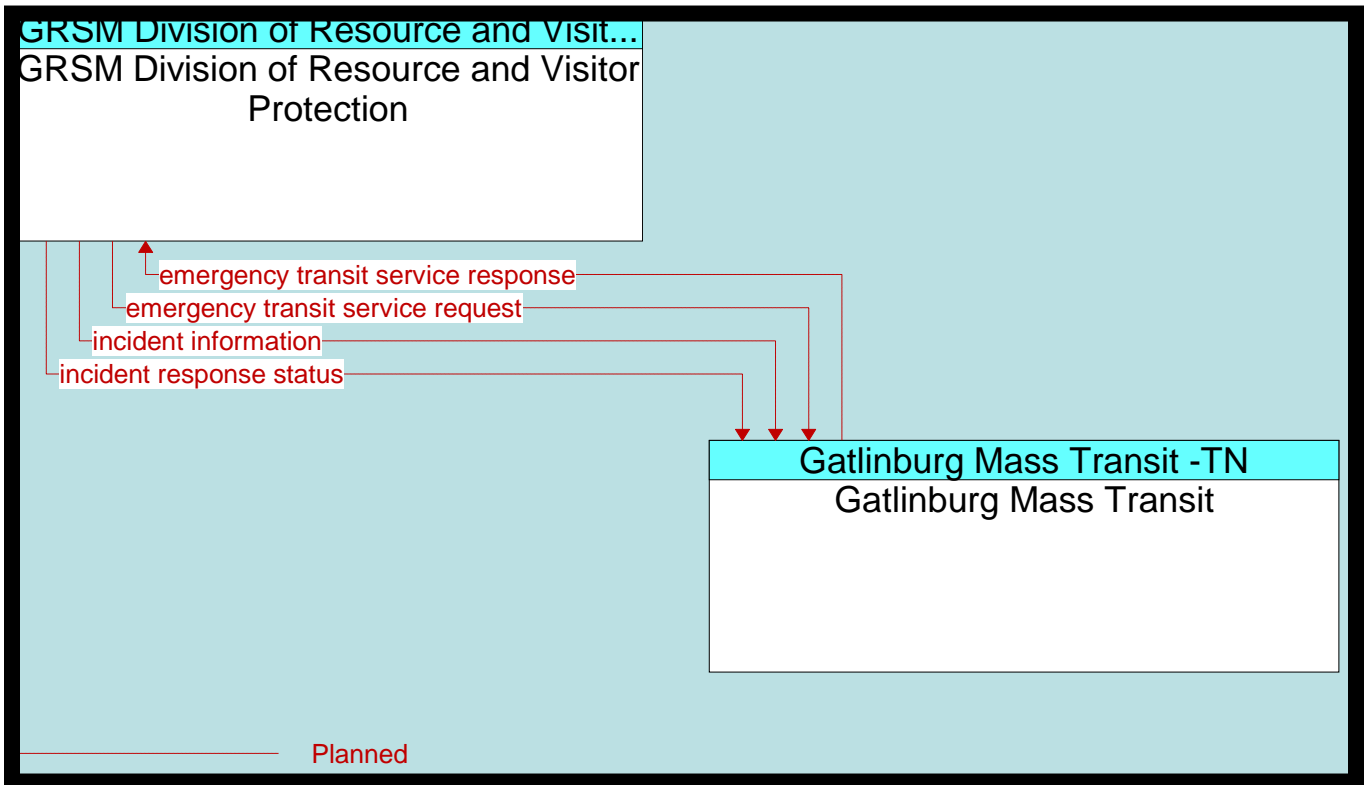 GRSM Division of Resource and Visit...
GRSM Division of Resource and Visitor
Protection
emergency transit service response
emergency transit service request
incident information
incident response status
Gatlinburg Mass Transit -TN
Gatlinburg Mass Transit
Planned